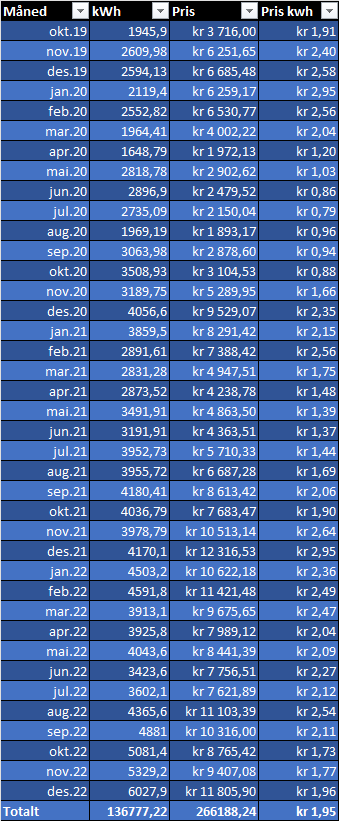 Måned kWh Pris Pris kwh
okt.19 1945,9 kr 3 716,00 kr 1,91
nov.19 2609,98 kr 6 251,65 kr 2,40
des.19 2594,13 kr 6 685,48 kr 2,58
jan.20 2119,4 kr 6 259,17 kr 2,95
feb.20 2552,82 kr 6 530,77 kr 2,56
mar.20 1964,41 kr 4 002,22 kr 2,04
apr.20 1648,79 kr 1 972,13 kr 1,20
mai.20 2818,78 kr 2 902,62 kr 1,03
jun.20 2896,9 kr 2 479,52 kr 0,86
jul.20 2735,09 kr 2 150,04 kr 0,79
aug.20 1969,19 kr 1 893,17 kr 0,96
sep.20 3063,98 kr 2 878,60 kr 0,94
okt.20 3508,93 kr 3 104,53 kr 0,88
nov.20 3189,75 kr 5 289,95 kr 1,66
des.20 4056,6 kr 9 529,07 kr 2,35
jan.21 3859,5 kr 8 291,42 kr 2,15
feb.21 2891,61 kr 7 388,42 kr 2,56
mar.21 2831,28 kr 4 947,51 kr 1,75
apr.21 2873,52 kr 4 238,78 kr 1,48
mai.21 3491,91 kr 4 863,50 kr 1,39
jun.21 3191,91 kr 4 363,51 kr 1,37
jul.21 3952,73 kr 5 710,33 kr 1,44
aug.21 3955,72 kr 6 687,28 kr 1,69
sep.21 4180,41 kr 8 613,42 kr 2,06
okt.21 4036,79 kr 7 683,47 kr 1,90
nov.21 3978,79 kr 10 513,14 kr 2,64
des.21 4170,1 kr 12 316,53 kr 2,95
jan.22 4503,2 kr 10 622,18 kr 2,36
feb.22 4591,8 kr 11 421,48 kr 2,49
mar.22 3913,1 kr 9 675,65 kr 2,47
apr.22 3925,8 kr 7 989,12 kr 2,04
mai.22 4043,6 kr 8 441,39 kr 2,09
jun.22 3423,6 kr 7 756,51 kr 2,27
jul.22 3602,1 kr 7 621,89 kr 2,12
aug.22 4365,6 kr 11 103,39 kr 2,54
sep.22 4881 kr 10 316,00 kr 2,11
okt.22 5081,4 kr 8 765,42 kr 1,73
nov.22 5329,2 kr 9 407,08 kr 1,77
des.22 6027,9 kr 11 805,90 kr 1,96
Totalt 136777,22 266188,24 kr 1,95